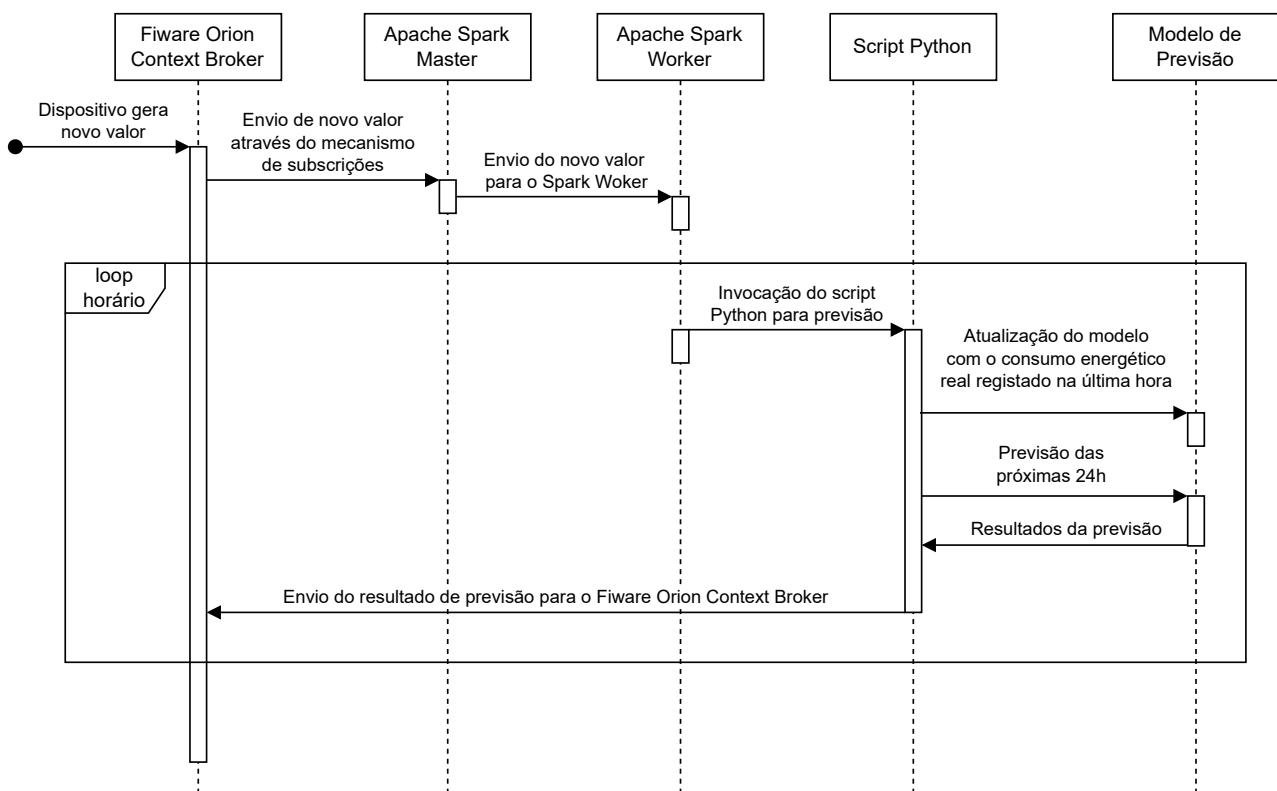 Fiware Orion
Context Broker
Apache Spark
Master
Apache Spark
Worker
Script Python
Modelo de
Previsão
Dispositivo gera
novo valor
Envio de novo valor
através do mecanismo
de subscrições
Envio do novo valor
para o Spark Woker
loop
horário
Invocação do script
Python para previsão
Atualização do modelo
com o consumo energético
real registado na última hora
Previsão das
próximas 24h
Resultados da previsão
Envio do resultado de previsão para o Fiware Orion Context Broker